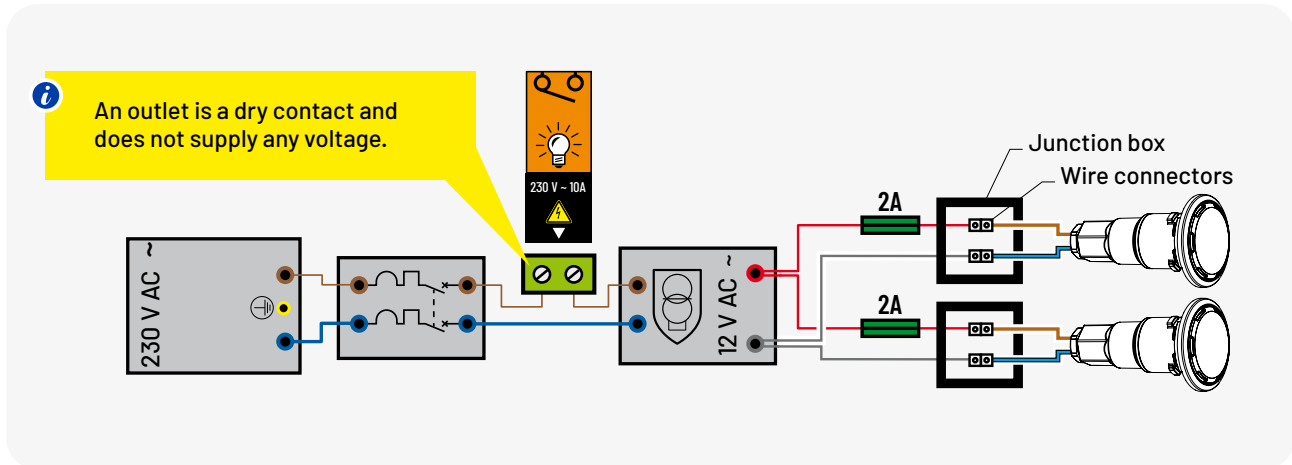 i
An outlet is a dry contact and
does not supply any voltage.
230 V ~ 10A
Junction box
Wire connectors
2A
230 V AC ~
12 V AC ~
2A